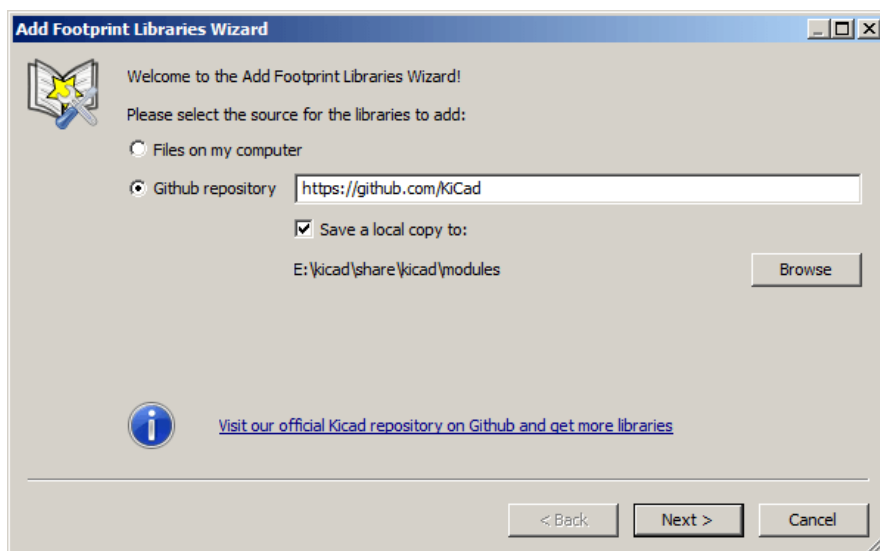 Add Footprint Libraries Wizard
Welcome to the Add Footprint Libraries Wizard!
Please select the source for the libraries to add:
Files on my computer
Github repository https://github.com/KiCad
Save a local copy to:
E:\kicad\share\kicad\modules Browse
Visit our official Kicad repository on Github and get more libraries
< Back Next > Cancel